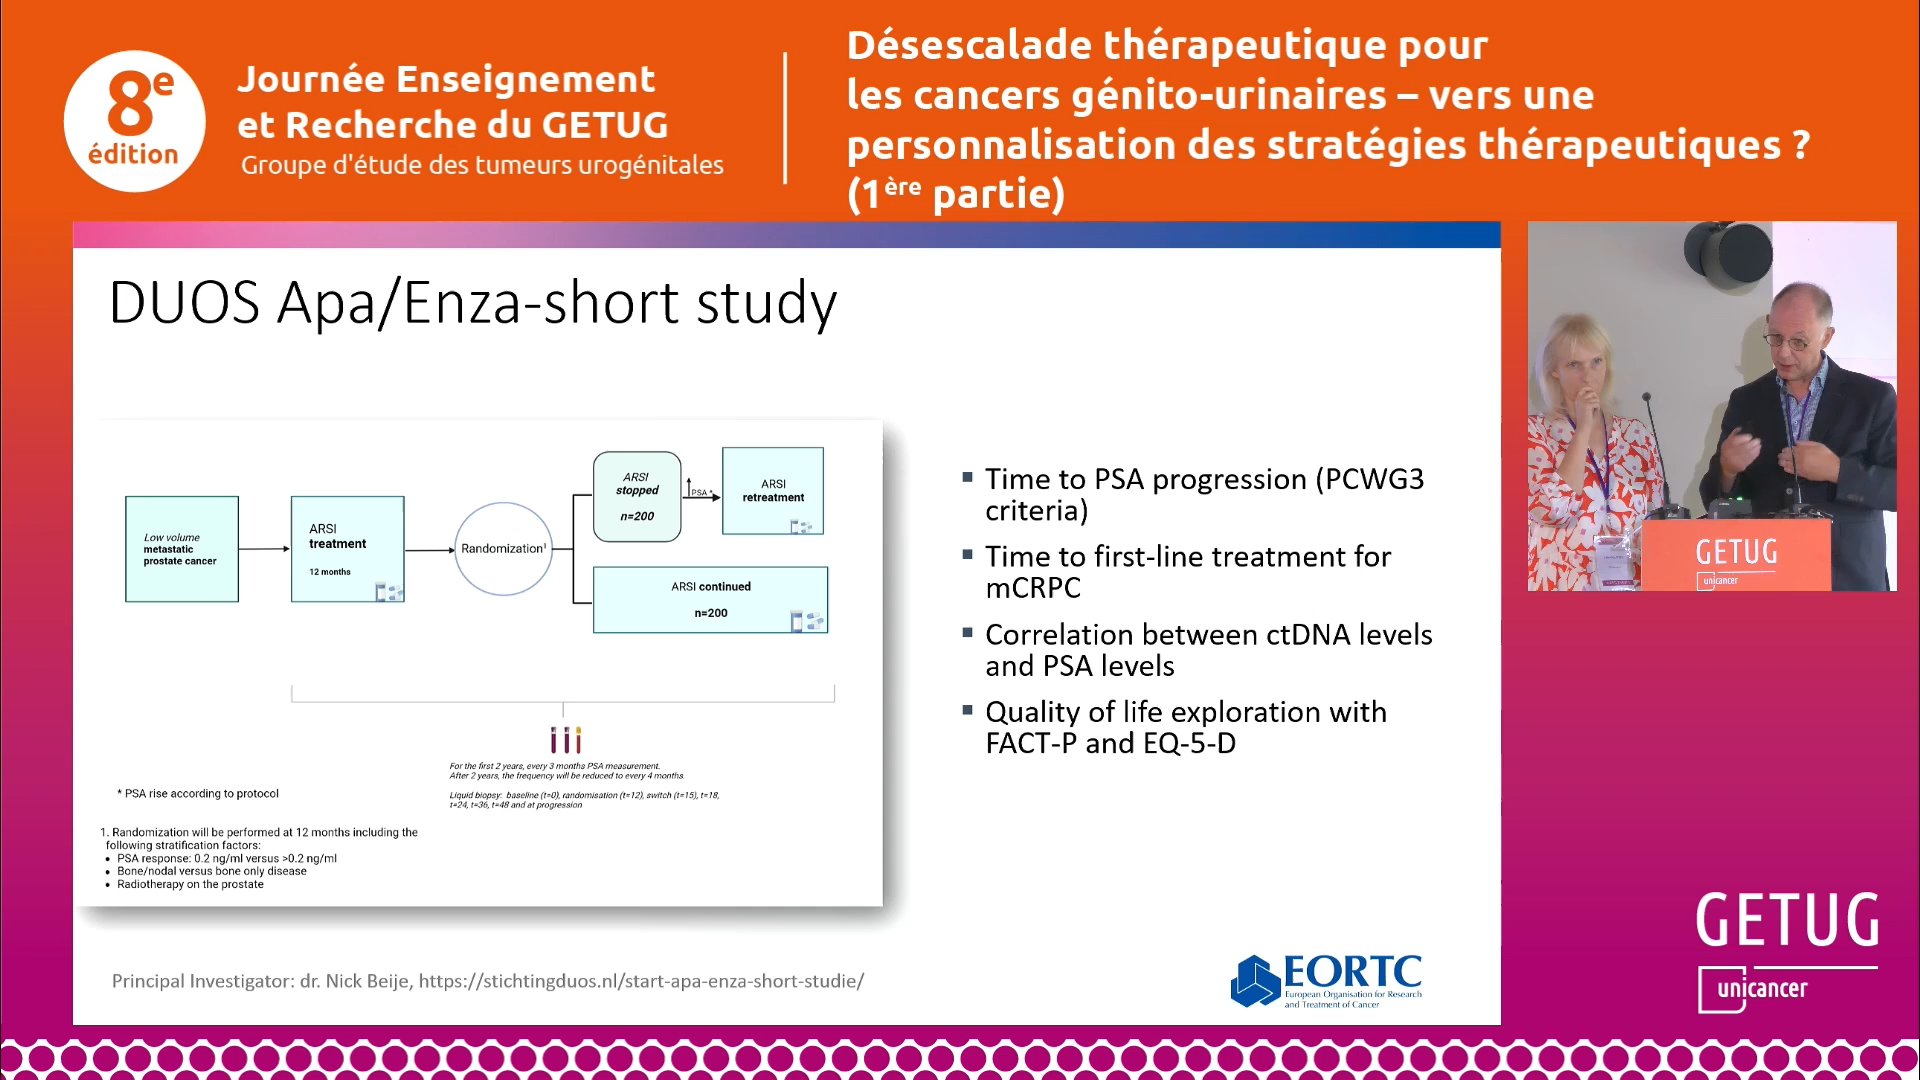 8e
édition
Journée Enseignement
et Recherche du GETUG
Groupe d'étude des tumeurs urogénitales
Désescalade thérapeutique pour
les cancers génito-urinaires – vers une
personnalisation des stratégies thérapeutiques ?
(1ère partie)
DUOS Apa/Enza-short study
Low volume
metastatic
prostate cancer
ARSI
treatment
12 months
Randomization¹
ARSI
stopped
n=200
PSA *
ARSI
retreatment
ARSI continued
n=200
For the first 2 years, every 3 months PSA measurement.
After 2 years, the frequency will be reduced to every 4 months.
Liquid biopsy: baseline (t=0), randomisation (t=12), switch (t=15), t=18,
t=24, t=36, t=48 and at progression
* PSA rise according to protocol
1. Randomization will be performed at 12 months including the
following stratification factors:
• PSA response: 0.2 ng/ml versus >0.2 ng/ml
• Bone/nodal versus bone only disease
• Radiotherapy on the prostate
▪ Time to PSA progression (PCWG3
criteria)
▪ Time to first-line treatment for
mCRPC
▪ Correlation between ctDNA levels
and PSA levels
▪ Quality of life exploration with
FACT-P and EQ-5-D
Principal Investigator: dr. Nick Beije, https://stichtingduos.nl/start-apa-enza-short-studie/
EORTC
European Organisation for Research
and Treatment of Cancer
GETUG
unicancer
GETUG
unicancer